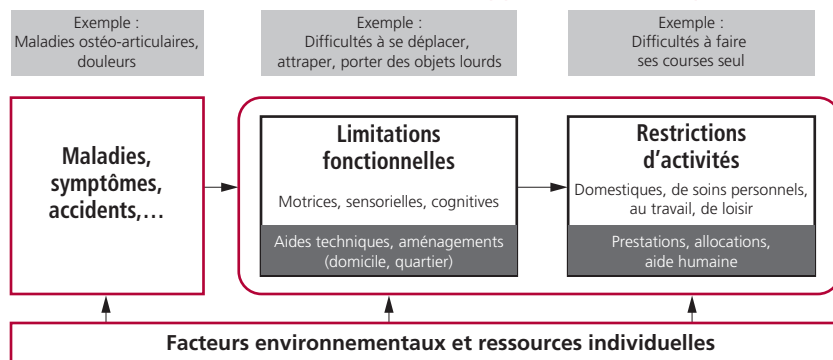 Exemple :
Maladies ostéo-articulaires,
douleurs
Exemple :
Difficultés à se déplacer,
attraper, porter des objets lourds
Exemple :
Difficultés à faire
ses courses seul
Maladies,
symptômes,
accidents,...
Limitations
fonctionnelles
Motrices, sensorielles, cognitives
Aides techniques, aménagements
(domicile, quartier)
Restrictions
d’activités
Domestiques, de soins personnels,
au travail, de loisir
Prestations, allocations,
aide humaine
Facteurs environnementaux et ressources individuelles